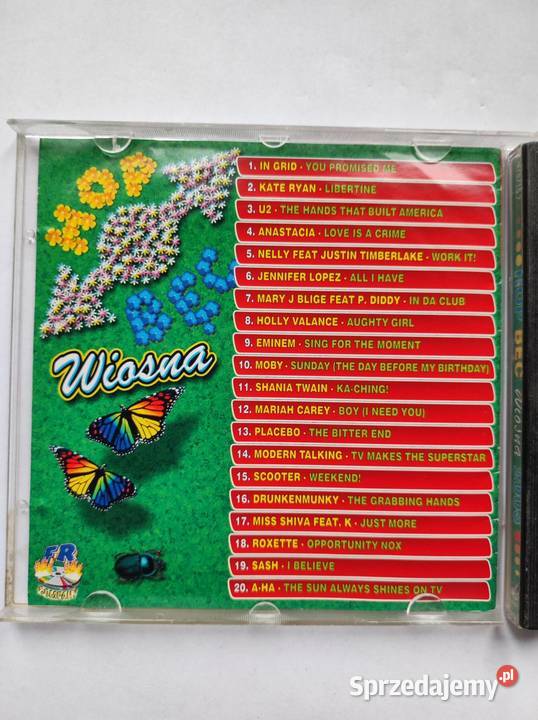 HOP
BEC
Wiosna
1. IN GRID - YOU PROMISED ME
2. KATE RYAN - LIBERTINE
3. U2 - THE HANDS THAT BUILT AMERICA
4. ANASTACIA - LOVE IS A CRIME
5. NELLY FEAT JUSTIN TIMBERLAKE - WORK IT!
6. JENNIFER LOPEZ - ALL I HAVE
7. MARY J BLIGE FEAT P. DIDDY - IN DA CLUB
8. HOLLY VALANCE - AUGHTY GIRL
9. EMINEM - SING FOR THE MOMENT
10. MOBY - SUNDAY (THE DAY BEFORE MY BIRTHDAY)
11. SHANIA TWAIN - KA-CHING!
12. MARIAH CAREY - BOY (I NEED YOU)
13. PLACEBO - THE BITTER END
14. MODERN TALKING - TV MAKES THE SUPERSTAR
15. SCOOTER - WEEKEND!
16. DRUNKENMUNKY - THE GRABBING HANDS
17. MISS SHIVA FEAT. K - JUST MORE
18. ROXETTE - OPPORTUNITY NOX
19. SASH - I BELIEVE
20. A-HA - THE SUN ALWAYS SHINES ON TV
FR
BEC Wiosna
Sprzedajemy.pl